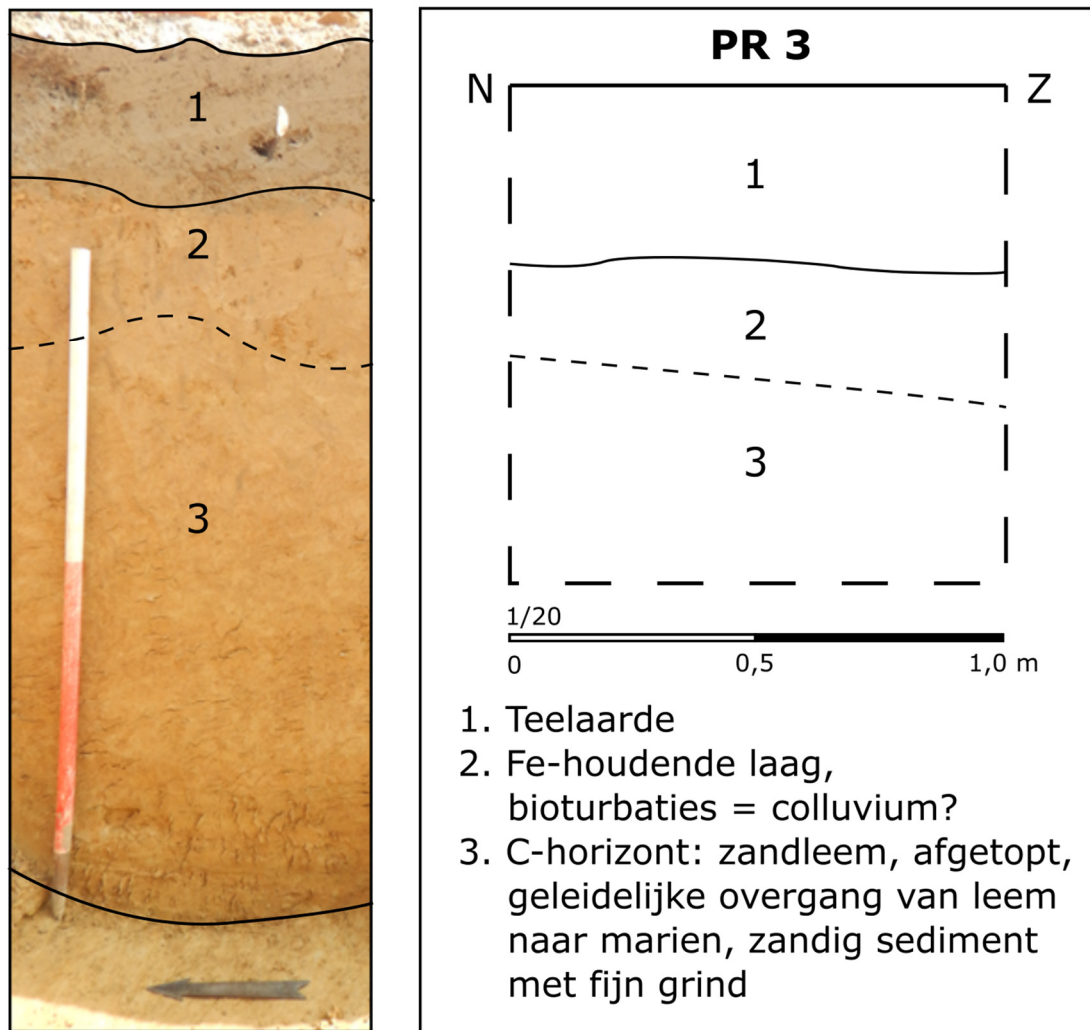 1
2
3
PR 3
N Z
1
2
3
1/20
0 0,5 1,0 m
1. Teelaarde
2. Fe-houdende laag,
bioturbaties = colluvium?
3. C-horizont: zandleem, afgetopt,
geleidelijke overgang van leem
naar marien, zandig sediment
met fijn grind